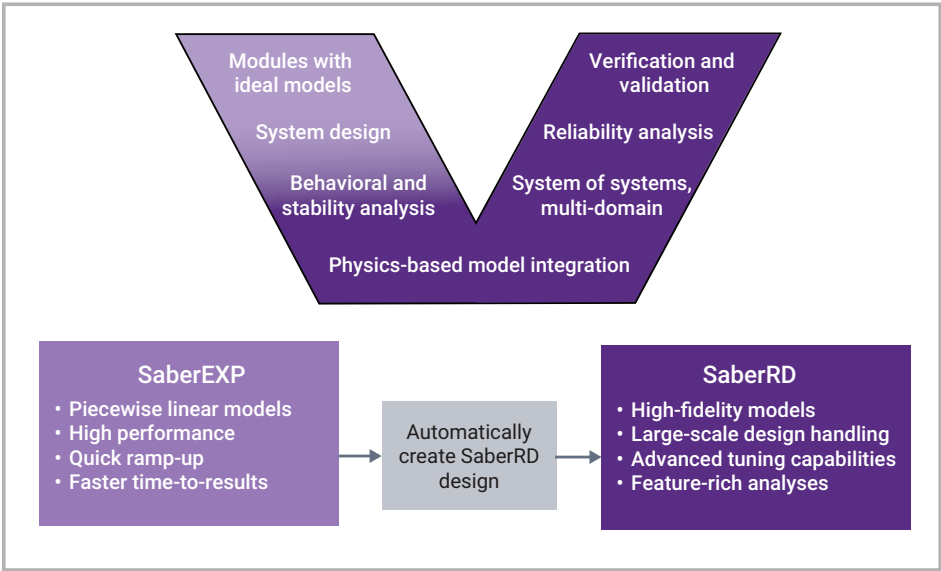 Modules with
ideal models
System design
Behavioral and
stability analysis
Verification and
validation
Reliability analysis
System of systems,
multi-domain
Physics-based model integration
SaberEXP
• Piecewise linear models
• High performance
• Quick ramp-up
• Faster time-to-results
Automatically
create SaberRD
design
SaberRD
• High-fidelity models
• Large-scale design handling
• Advanced tuning capabilities
• Feature-rich analyses